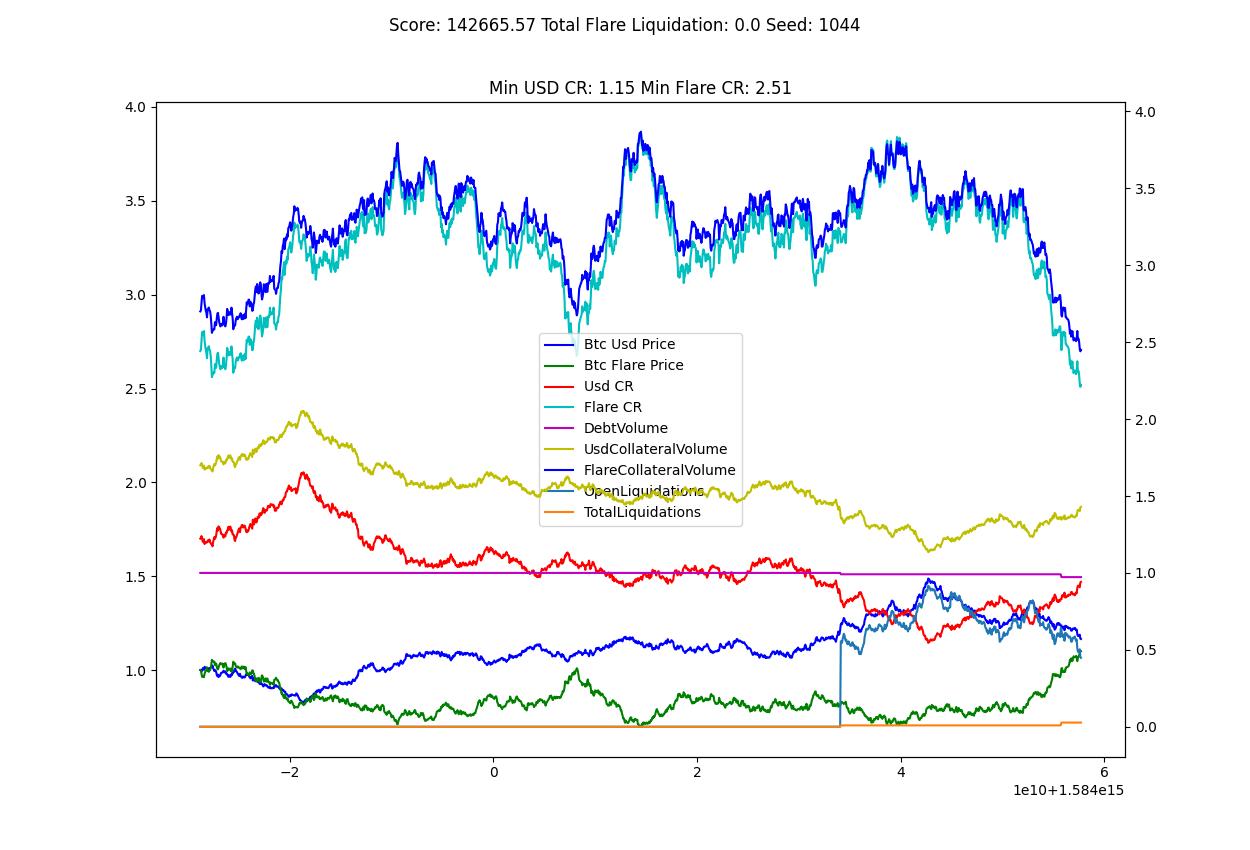 Score: 142665.57 Total Flare Liquidation: 0.0 Seed: 1044
Min USD CR: 1.15 Min Flare CR: 2.51
4.0
3.5
3.0
2.5
2.0
1.5
1.0
4.0
3.5
3.0
2.5
2.0
1.5
1.0
0.5
0.0
Btc Usd Price
Btc Flare Price
Usd CR
Flare CR
DebtVolume
UsdCollateralVolume
FlareCollateralVolume
OpenLiquidations
TotalLiquidations
−2 0 2 4 6
1e10+1.584e15